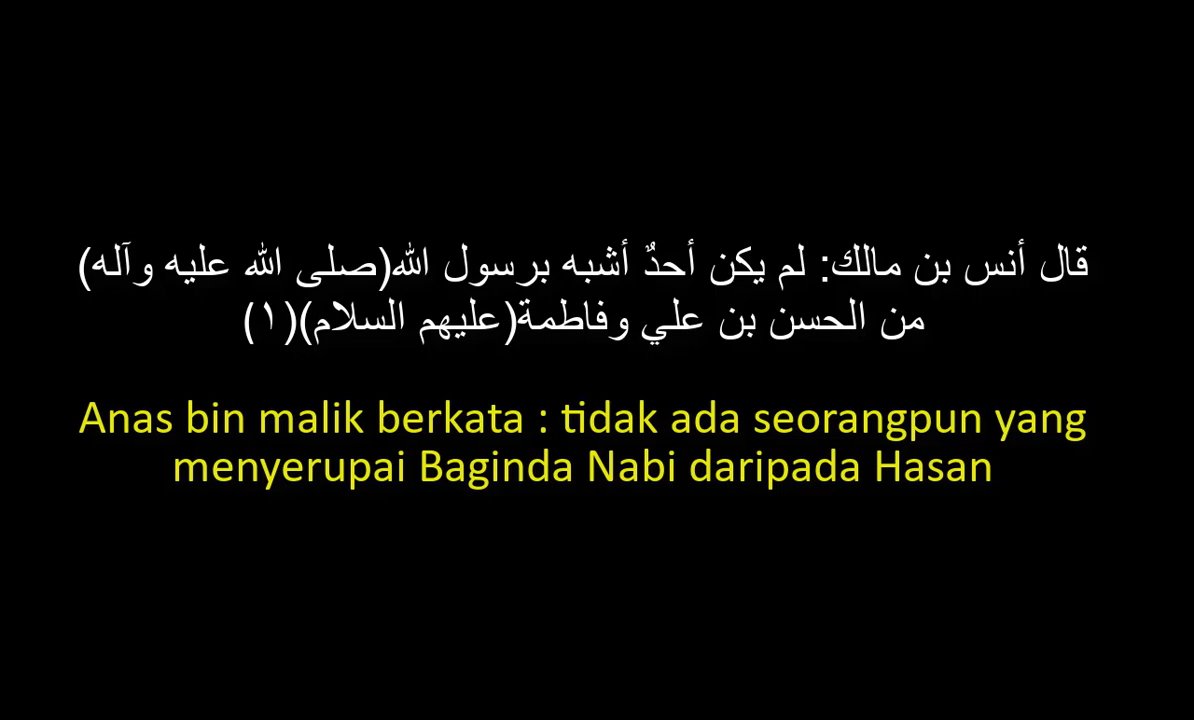 قال أنس بن مالك: لم يكن أحدٌ أشبه برسول الله(صلى الله عليه وآله)
من الحسن بن علي وفاطمة(عليهم السلام)(١)
Anas bin malik berkata : tidak ada seorangpun yang
menyerupai Baginda Nabi daripada Hasan